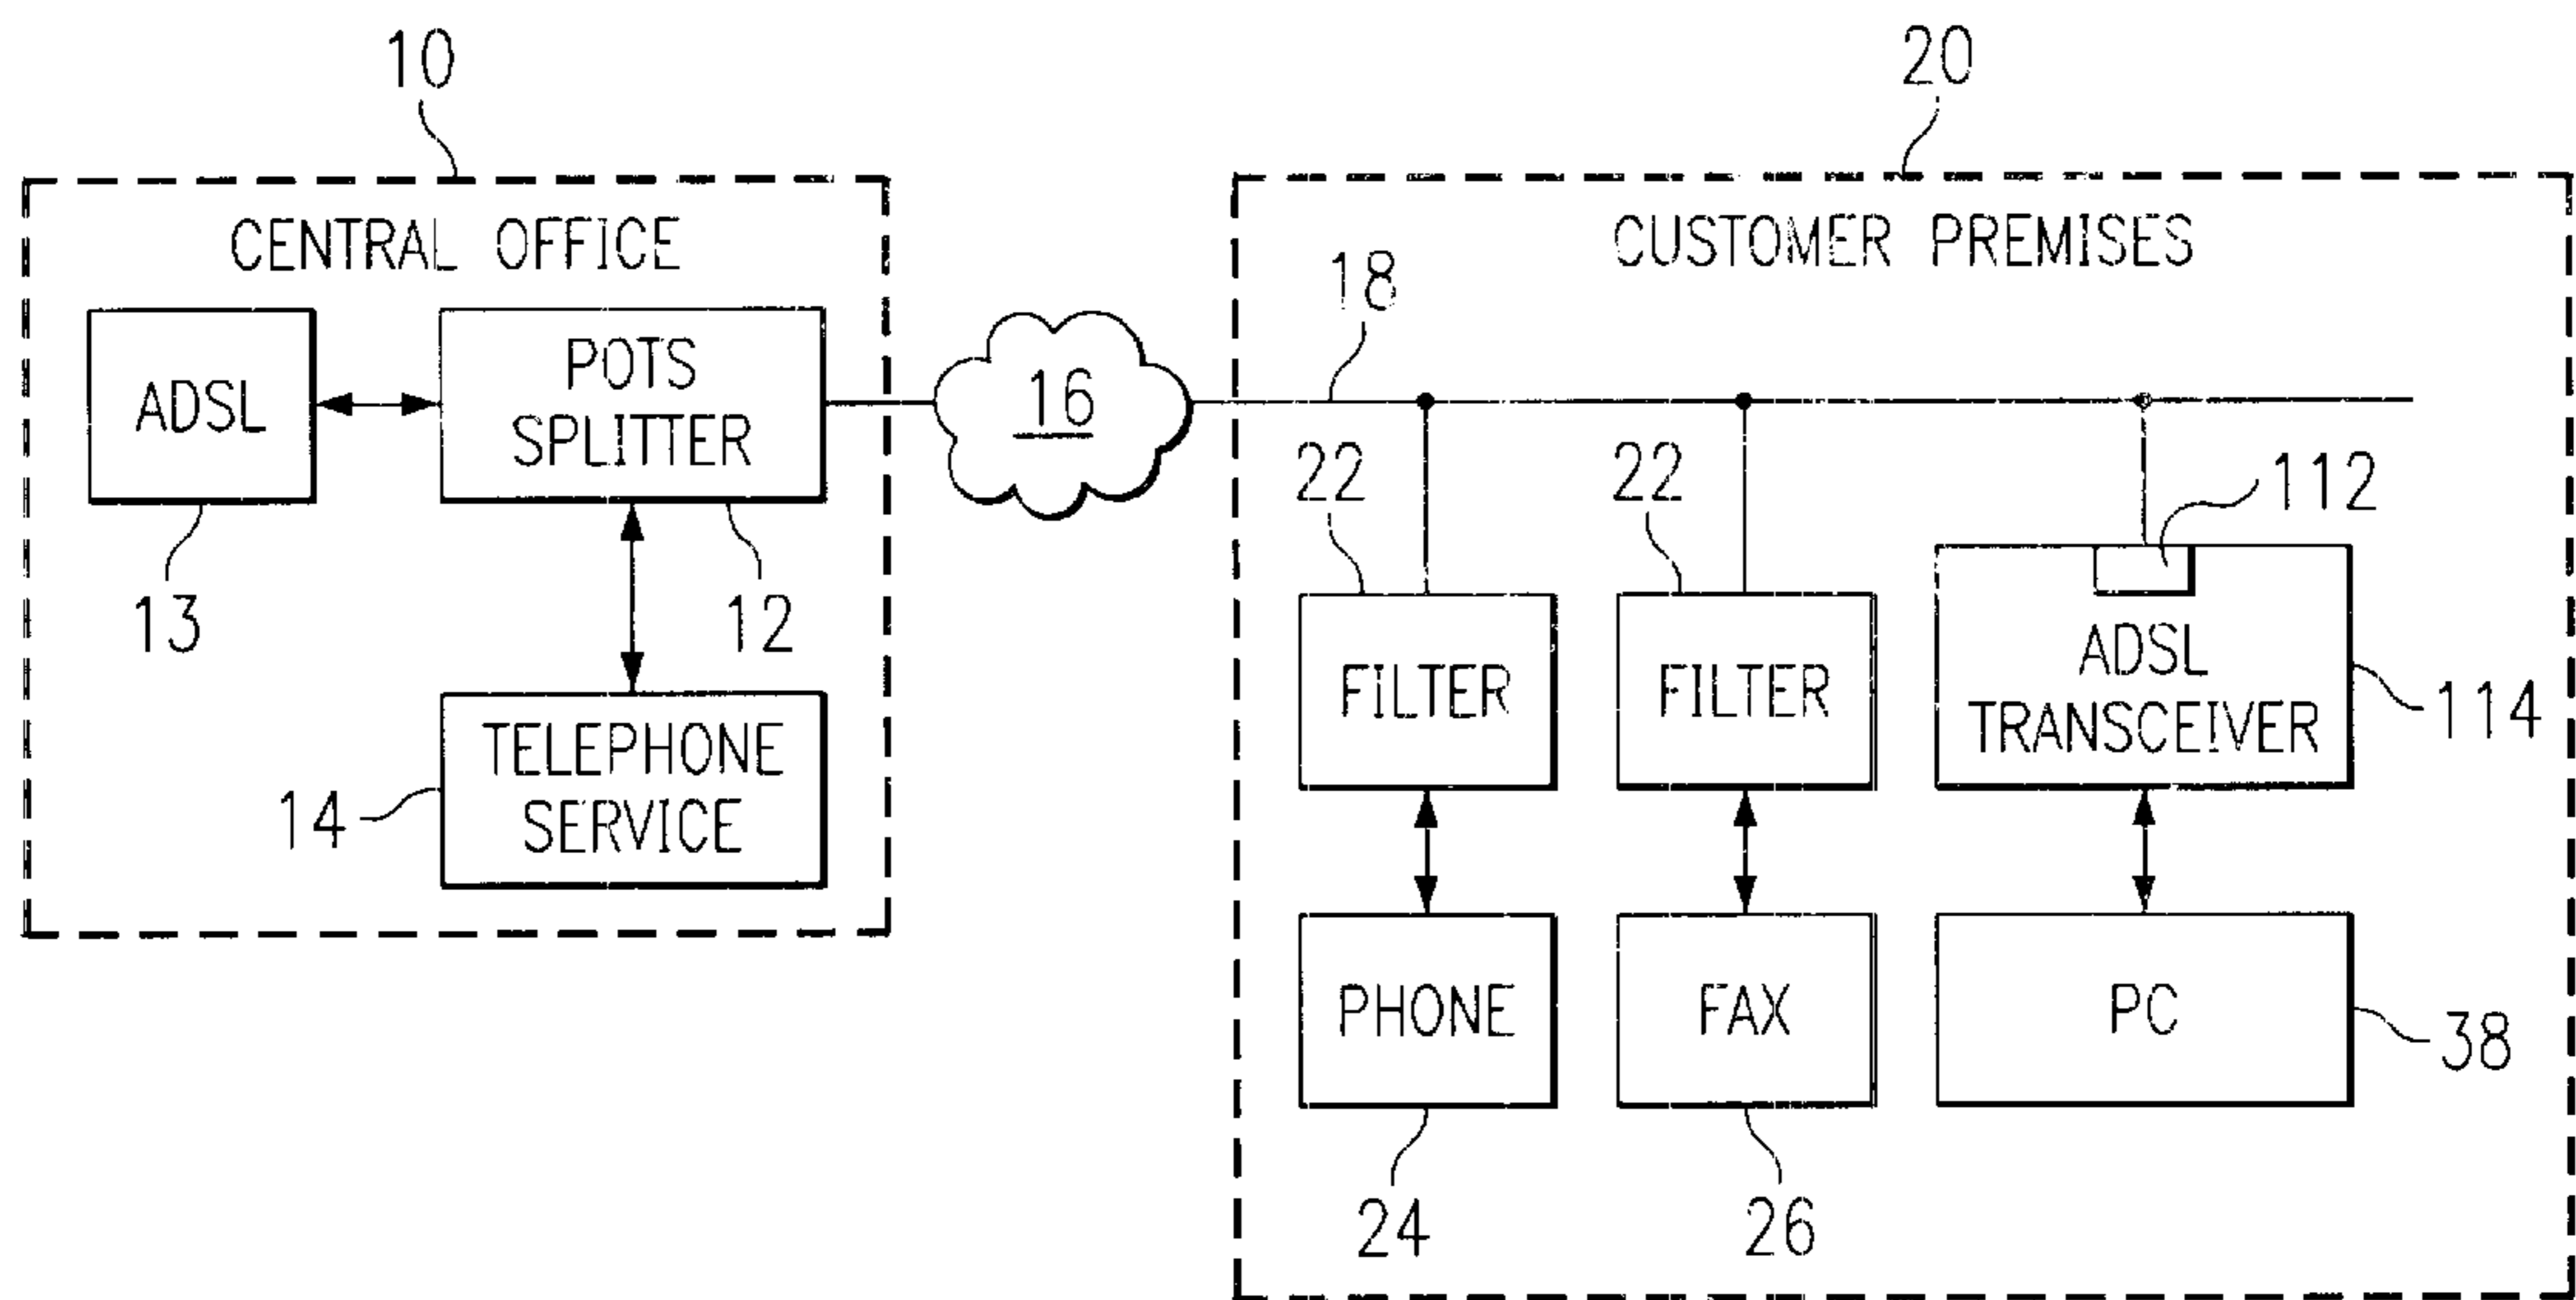 10
20
CENTRAL OFFICE
CUSTOMER PREMISES
18
ADSL
POTS
SPLITTER
16
22
22
112
13
12
FILTER
FILTER
ADSL
TRANSCEIVER
114
TELEPHONE
SERVICE
14
PHONE
FAX
PC
38
24
26